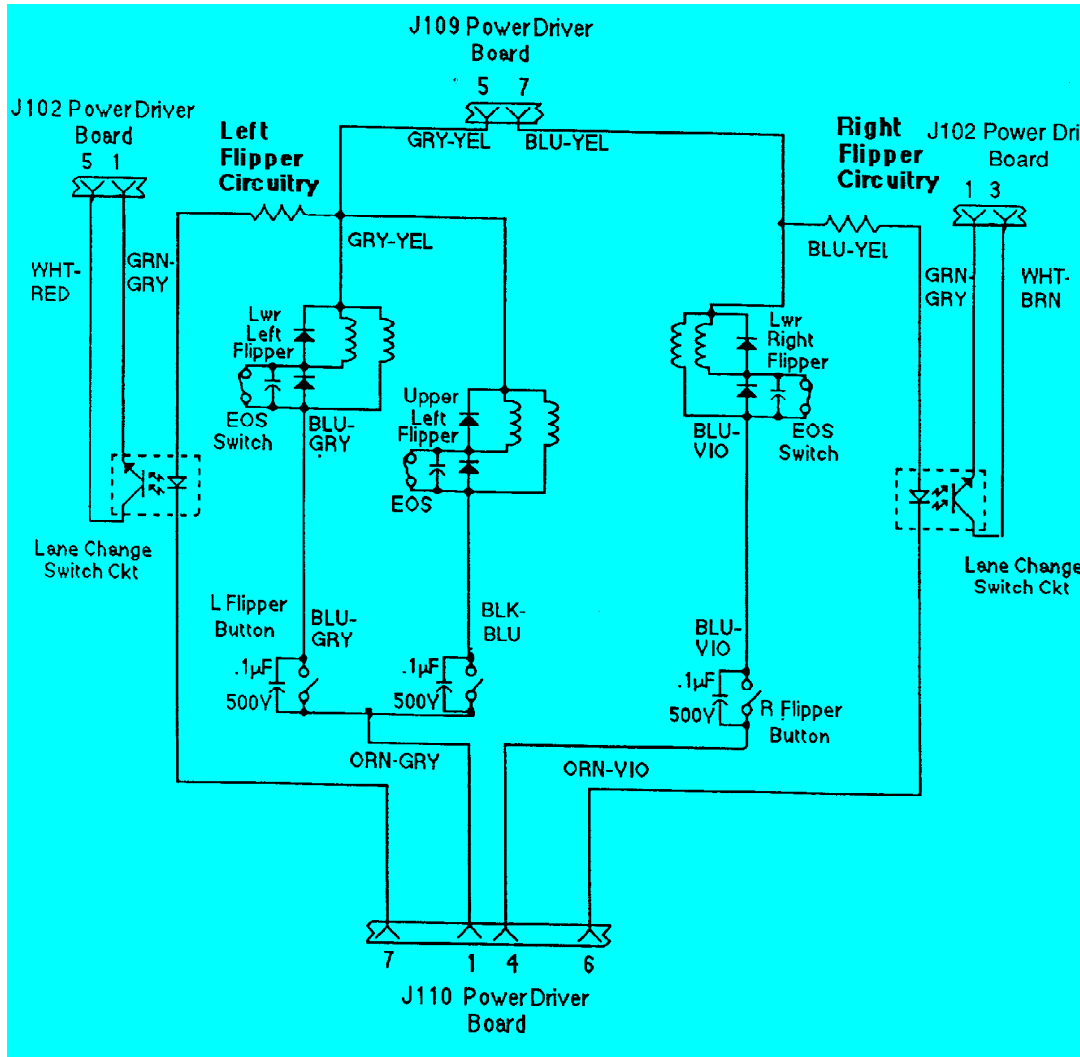 J109 Power Driver
Board
5 7
J102 Power Driver
Board
5 1
Left
Flipper
Circuitry
GRY-YEL
BLU-YEL
Right
Flipper
Circuitry
J102 Power Dri
Board
1 3
GRY-YEL
BLU-YEL
WHT-
RED
GRN-
GRY
GRN-
GRY
WHT-
BRN
Lwr
Left
Flipper
Lwr
Right
Flipper
EOS
Switch
BLU-
GRY
Upper
Left
Flipper
EOS
BLU-
VIO
EOS
Switch
Lane Change
Switch Ckt
Lane Change
Switch Ckt
L Flipper
Button
BLU-
GRY
BLK-
BLU
BLU-
VIO
.1µF
500V
.1µF
500V
.1µF
500V
R Flipper
Button
ORN-GRY
ORN-VIO
7 1 4 6
J110 Power Driver
Board